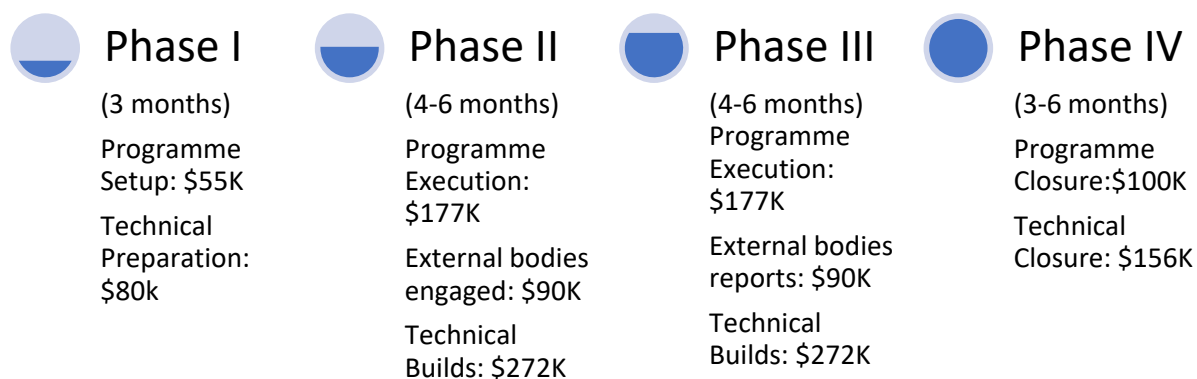 Phase I
(3 months)
Programme
Setup: $55K
Technical
Preparation:
$80k
Phase II
(4-6 months)
Programme
Execution:
$177K
External bodies
engaged: $90K
Technical
Builds: $272K
Phase III
(4-6 months)
Programme
Execution:
$177K
External bodies
reports: $90K
Technical
Builds: $272K
Phase IV
(3-6 months)
Programme
Closure:$100K
Technical
Closure: $156K